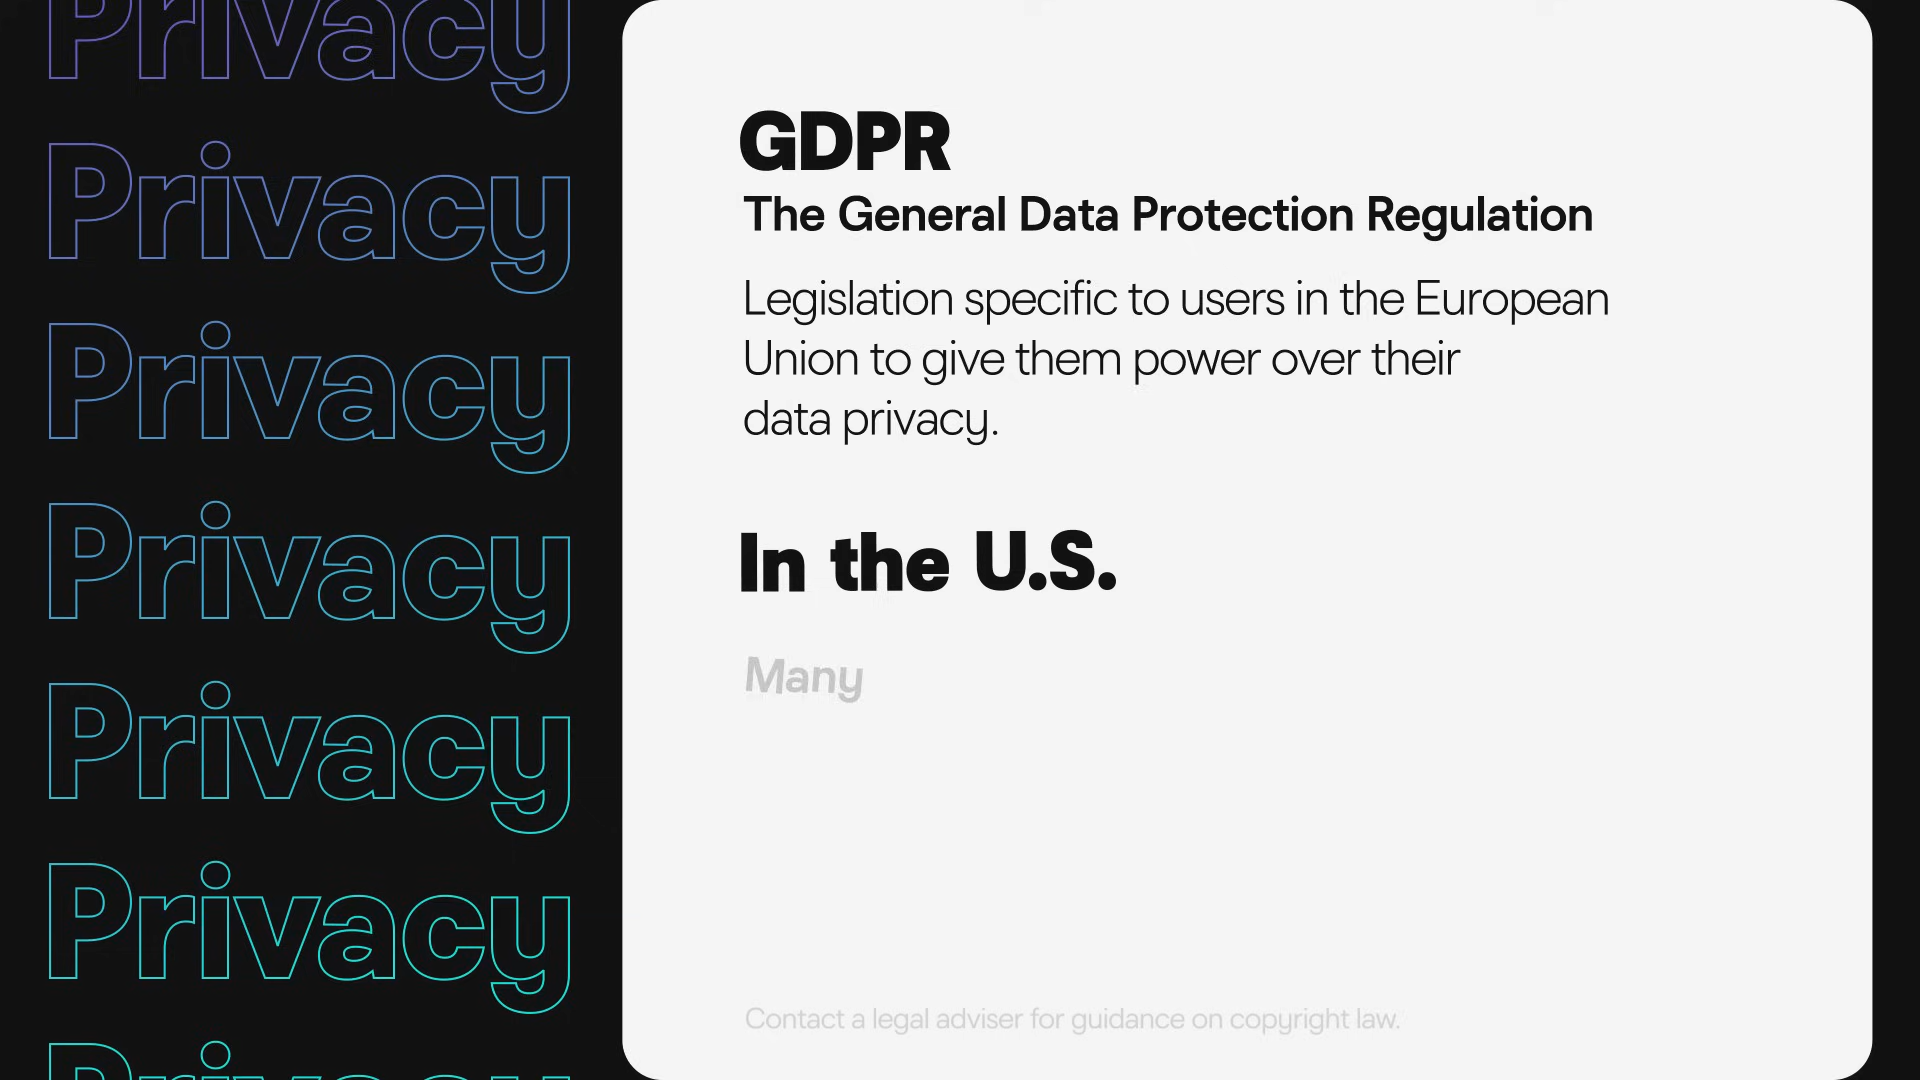 Privacy
Privacy
Privacy
Privacy
Privacy
Privacy
Privacy
GDPR
The General Data Protection Regulation
Legislation specific to users in the European
Union to give them power over their
data privacy.
In the U.S.
Many
Contact a legal adviser for guidance on copyright law.